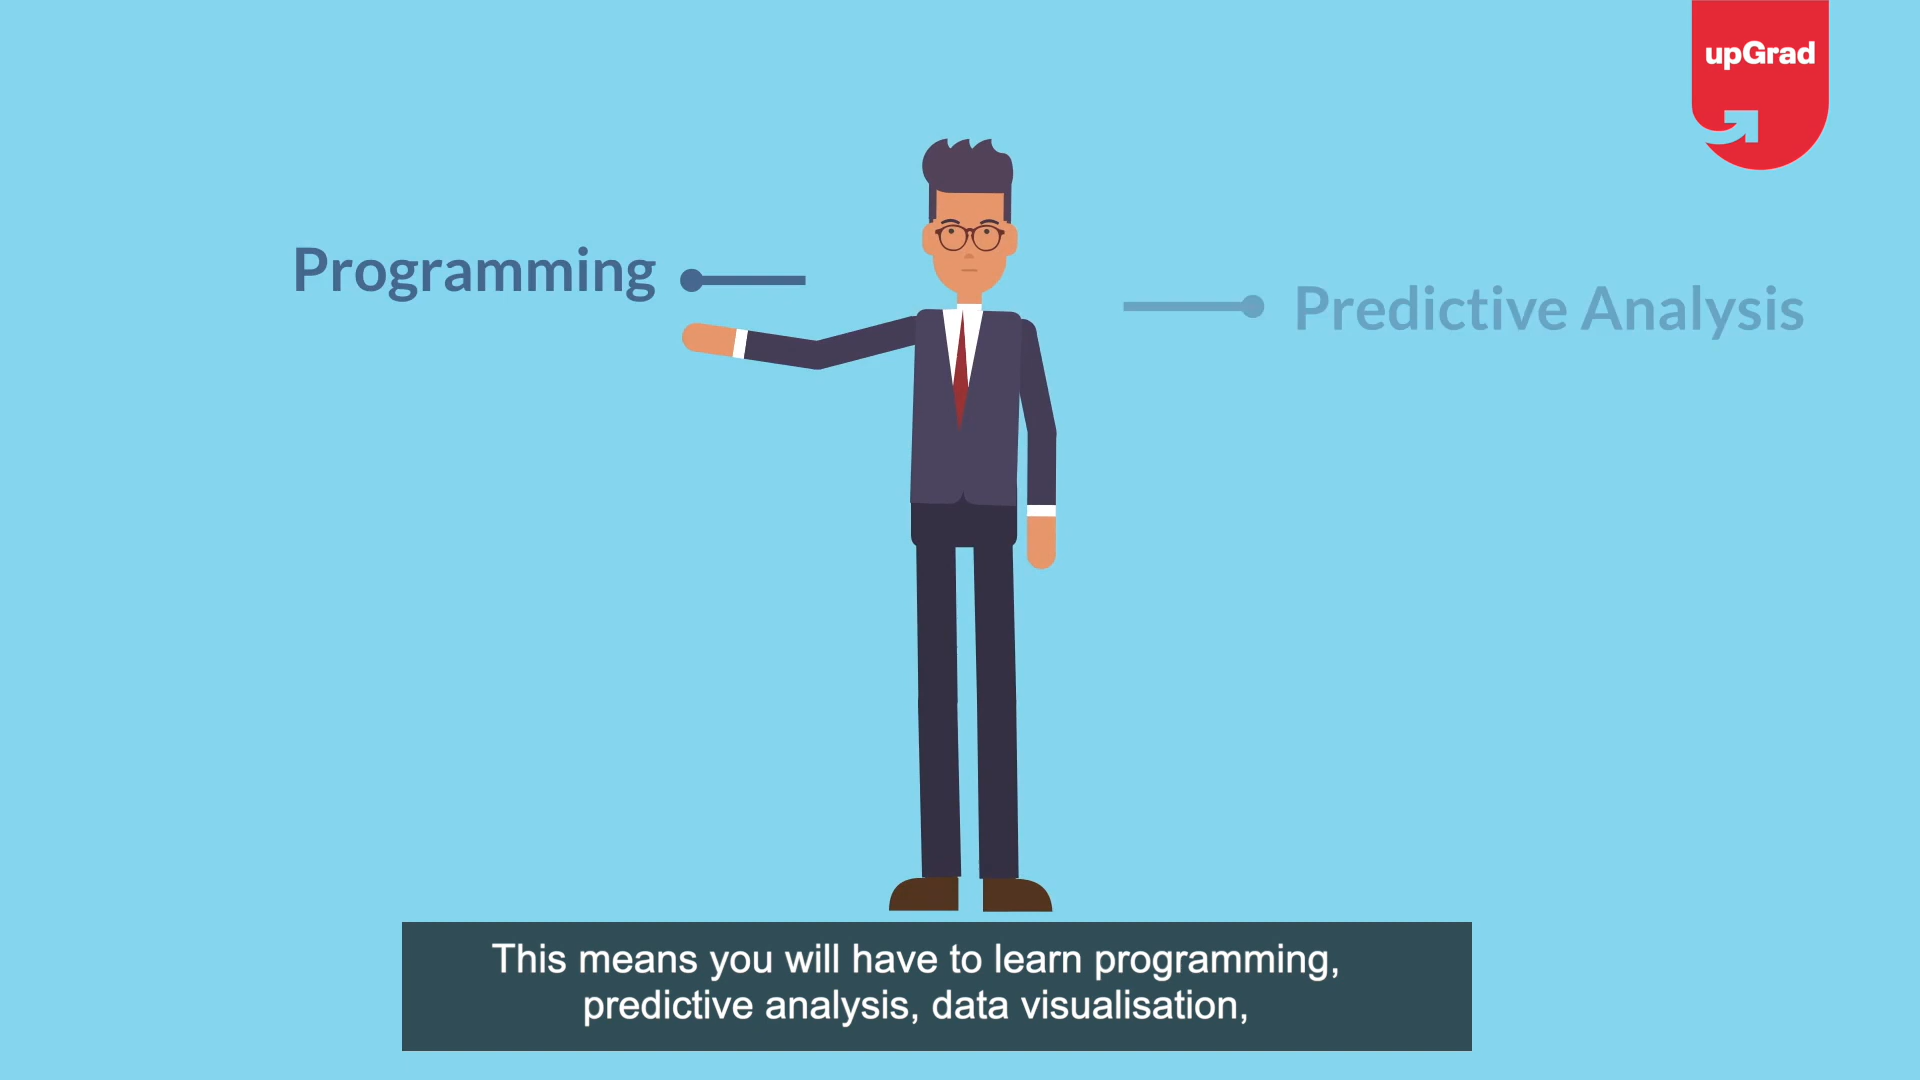 upGrad
Programming
Predictive Analysis
This means you will have to learn programming,
predictive analysis, data visualisation,